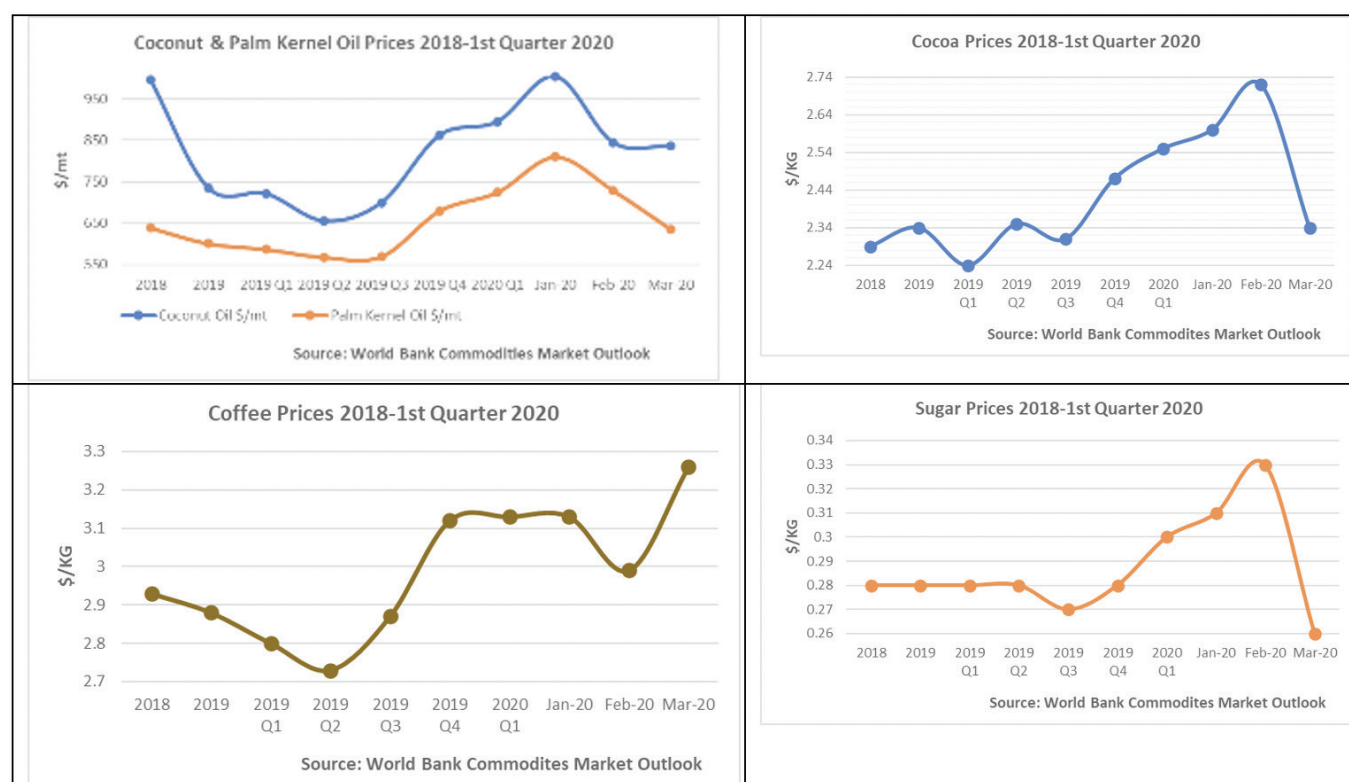 Coconut & Palm Kernel Oil Prices 2018-1st Quarter 2020
950
850
750
650
550
$/mt
2018 2019 2019 Q1 2019 Q2 2019 Q3 2019 Q4 2020 Q1 Jan-20 Feb-20 Mar-20
Coconut Oil $/mt Palm Kernel Oil $/mt
Source: World Bank Commodities Market Outlook
Cocoa Prices 2018-1st Quarter 2020
2.74
2.64
2.54
2.44
2.34
2.24
$/KG
2018 2019 2019 2019 2019 2019 2020 Jan-20 Feb-20 Mar-20
Q1 Q2 Q3 Q4 Q1
Source: World Bank Commodites Market Outlook
Coffee Prices 2018-1st Quarter 2020
3.3
3.2
3.1
3
2.9
2.8
2.7
$/KG
2018 2019 2019 2019 2019 2019 2020 Jan-20 Feb-20 Mar-20
Q1 Q2 Q3 Q4 Q1
Source: World Bank Commodites Market Outlook
Sugar Prices 2018-1st Quarter 2020
0.34
0.33
0.32
0.31
0.3
0.29
0.28
0.27
0.26
$/KG
2018 2019 2019 2019 2019 2019 2020 Jan-20 Feb-20 Mar-20
Q1 Q2 Q3 Q4 Q1
Source: World Bank Commodites Market Outlook